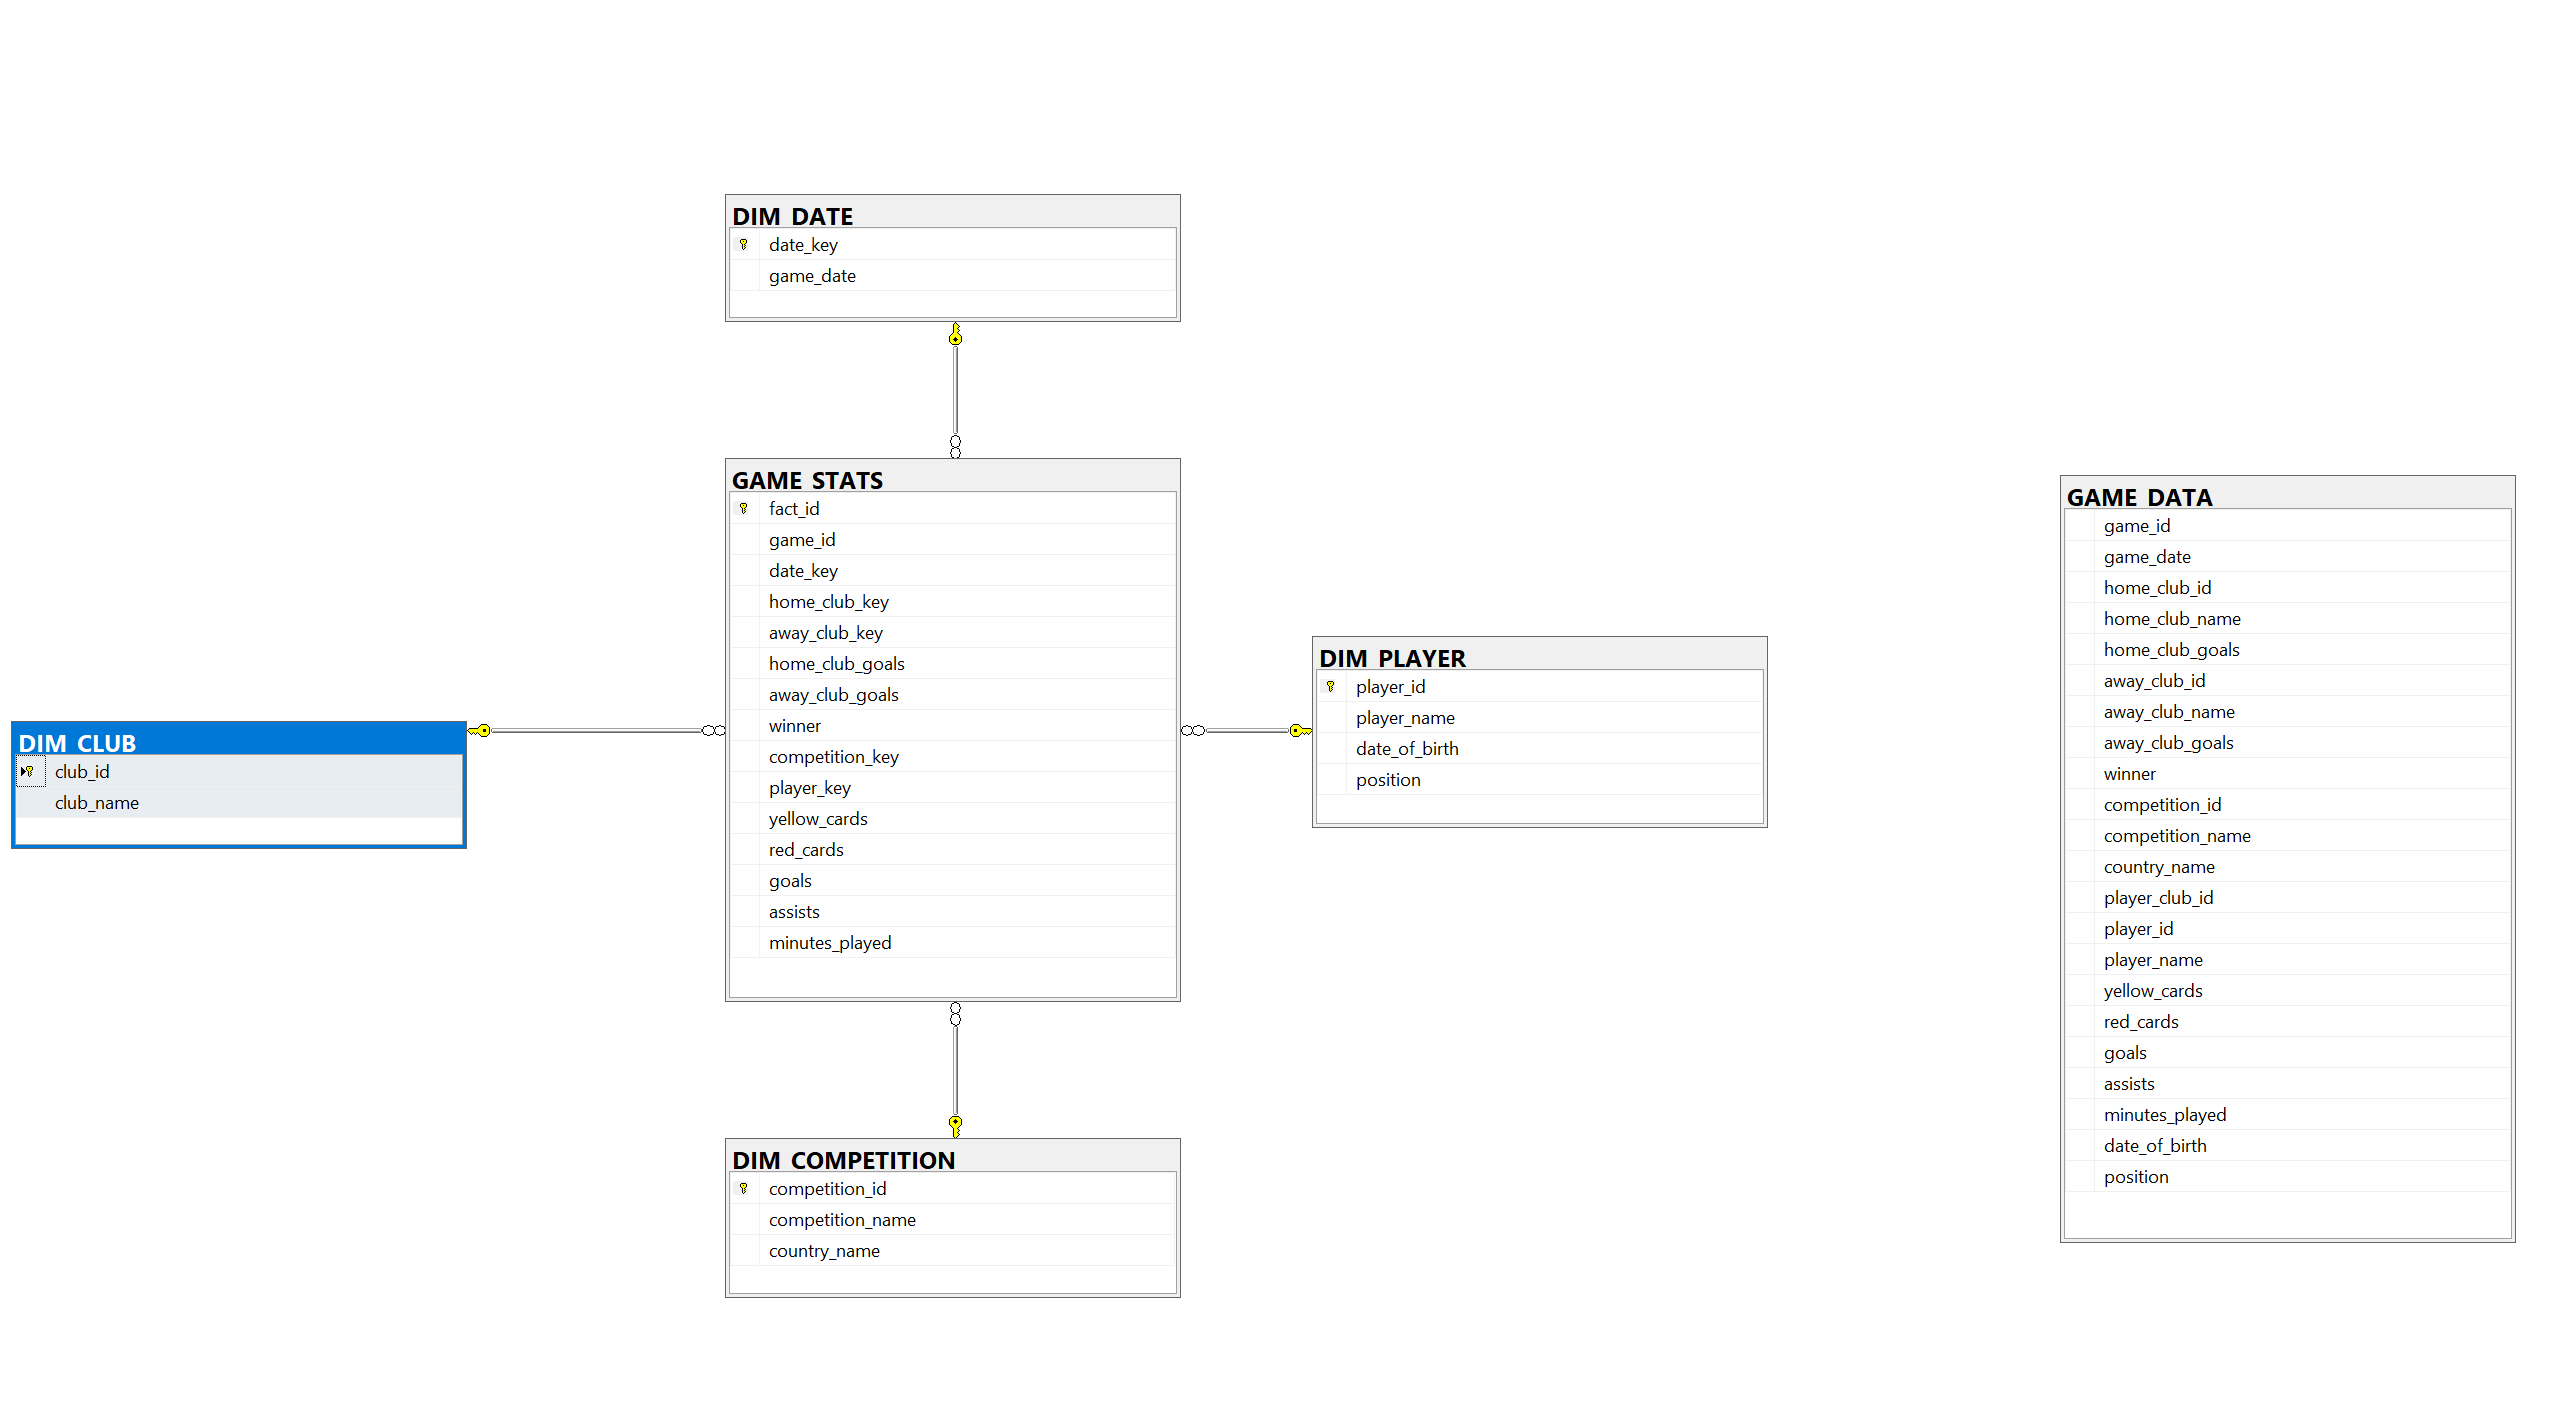 DIM_DATE
date_key
game_date
GAME_STATS
fact_id
game_id
date_key
home_club_key
away_club_key
home_club_goals
away_club_goals
winner
competition_key
player_key
yellow_cards
red_cards
goals
assists
minutes_played
DIM_CLUB
club_id
club_name
DIM_PLAYER
player_id
player_name
date_of_birth
position
DIM_COMPETITION
competition_id
competition_name
country_name
GAME_DATA
game_id
game_date
home_club_id
home_club_name
home_club_goals
away_club_id
away_club_name
away_club_goals
winner
competition_id
competition_name
country_name
player_club_id
player_id
player_name
yellow_cards
red_cards
goals
assists
minutes_played
date_of_birth
position